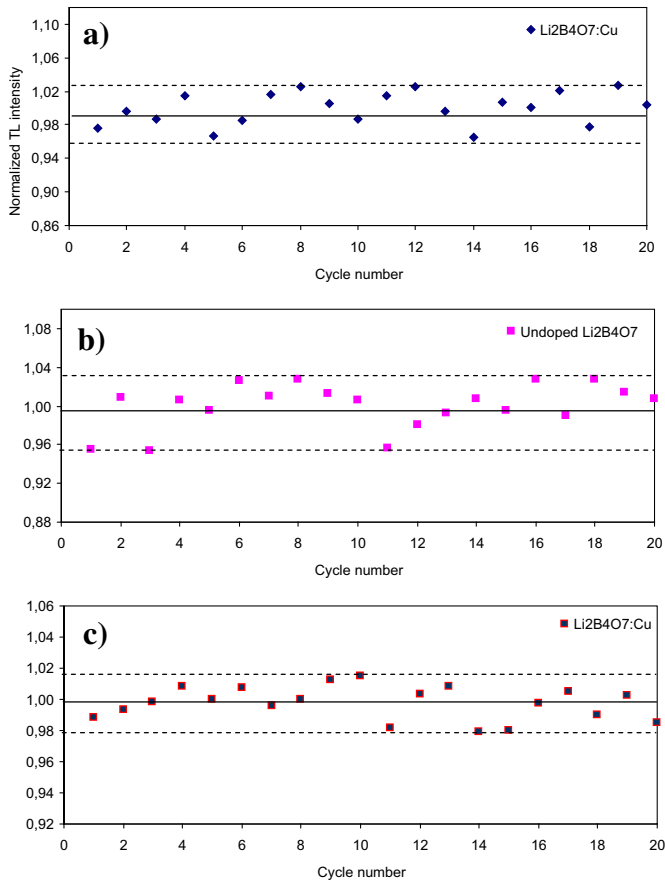 a)
Li2B4O7:Cu
Normalized TL intensity
1,10
1,06
1,02
0,98
0,94
0,90
0,86
0 2 4 6 8 10 12 14 16 18 20
Cycle number
b)
Undoped Li2B4O7
1,08
1,04
1,00
0,96
0,92
0,88
0 2 4 6 8 10 12 14 16 18 20
Cycle number
c)
Li2B4O7:Cu
1,06
1,04
1,02
1,00
0,98
0,96
0,94
0,92
0 2 4 6 8 10 12 14 16 18 20
Cycle number